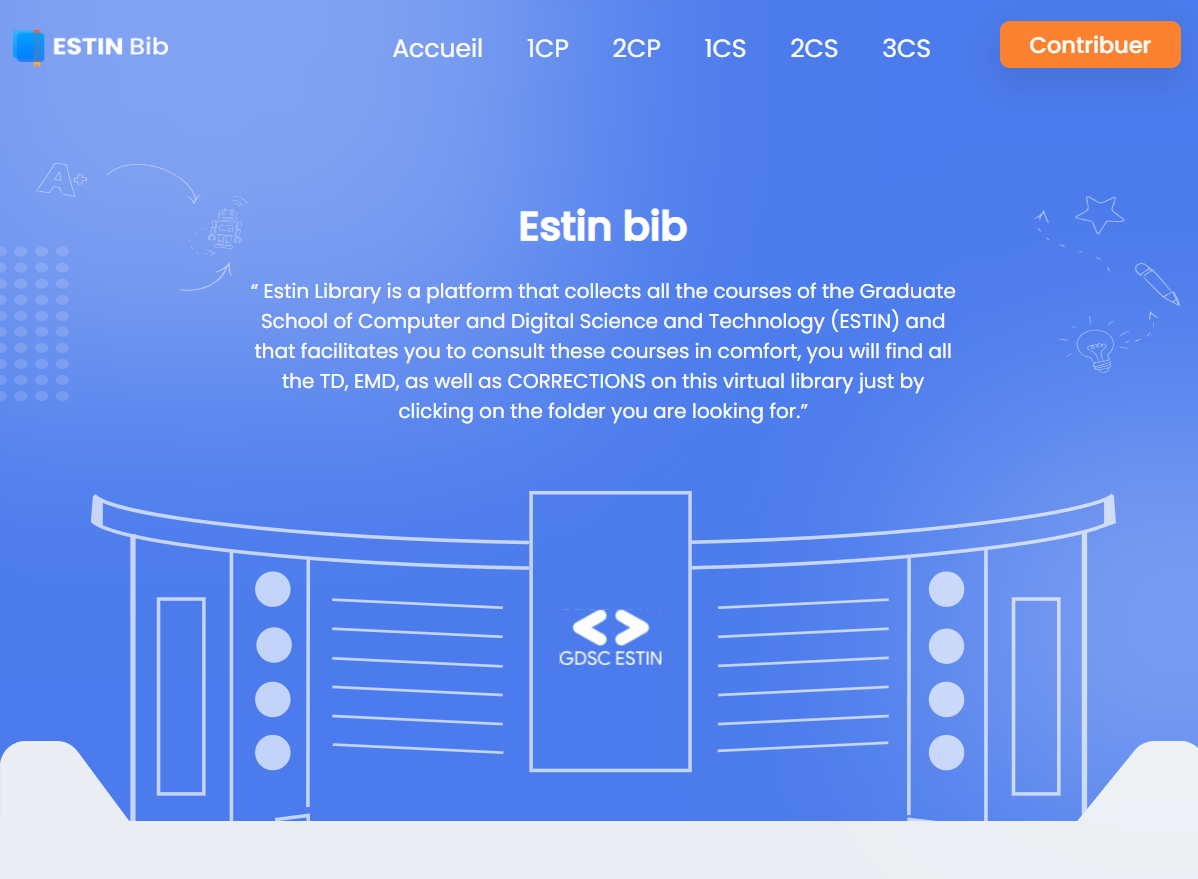 ESTIN Bib
Accueil 1CP 2CP 1CS 2CS 3CS
Contribuer
A+
Estin bib
“ Estin Library is a platform that collects all the courses of the Graduate
School of Computer and Digital Science and Technology (ESTIN) and
that facilitates you to consult these courses in comfort, you will find all
the TD, EMD, as well as CORRECTIONS on this virtual library just by
clicking on the folder you are looking for.”
GDSC ESTIN